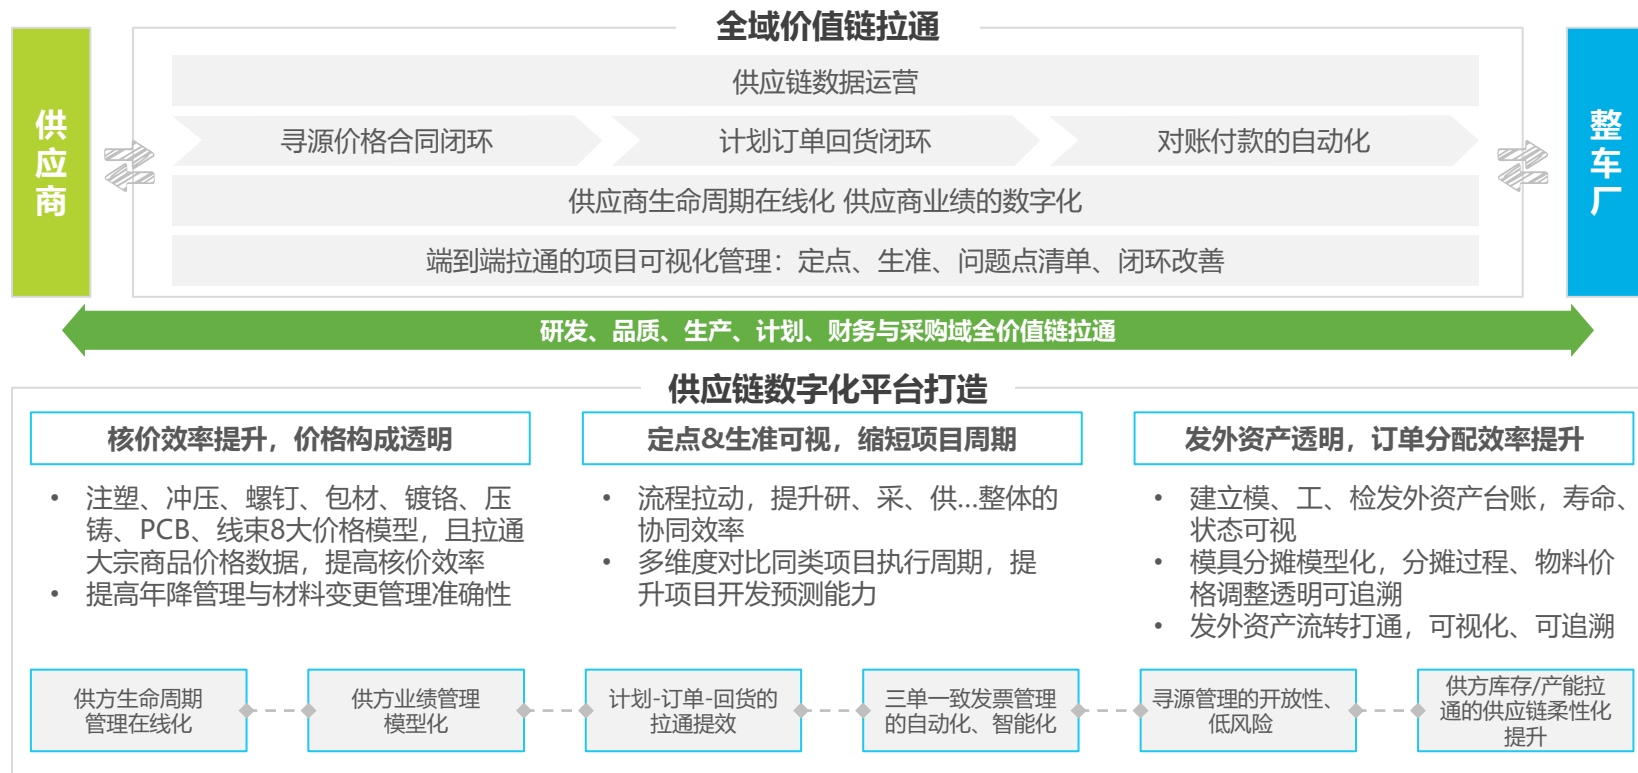 全域价值链拉通
供应商
整车厂
供应链数据运营
寻源价格合同闭环
计划订单回货闭环
对账付款的自动化
供应商生命周期在线化 供应商业绩的数字化
端到端拉通的项目可视化管理：定点、生准、问题点清单、闭环改善
研发、品质、生产、计划、财务与采购域全价值链拉通
供应链数字化平台打造
核价效率提升，价格构成透明
• 注塑、冲压、螺钉、包材、镀铬、压
铸、PCB、线束8大价格模型，且拉通
大宗商品价格数据，提高核价效率
• 提高年降管理与材料变更管理准确性
定点&生准可视，缩短项目周期
• 流程拉动，提升研、采、供...整体的
协同效率
• 多维度对比同类项目执行周期，提
升项目开发预测能力
发外资产透明，订单分配效率提升
• 建立模、工、检发外资产台账，寿命、
状态可视
• 模具分摊模型化，分摊过程、物料价
格调整透明可追溯
• 发外资产流转打通，可视化、可追溯
供方生命周期
管理在线化
供方业绩管理
模型化
计划-订单-回货的
拉通提效
三单一致发票管理
的自动化、智能化
寻源管理的开放性、
低风险
供方库存/产能拉
通的供应链柔性化
提升